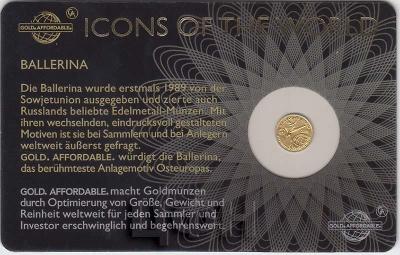 GOLD. AFFORDABLE.
ICONS OF THE WORLD
BALLERINA
Die Ballerina wurde erstmals 1989 von der
Sowjetunion ausgegeben und zierte auch
Russlands beliebte Edelmetall-Münzen. Mit
ihren wechselnden, eindrucksvoll gestalteten
Motiven ist sie bei Sammlern und bei Anlegern
weltweit äußerst gefragt.
GOLD. AFFORDABLE. würdigt die Ballerina,
das berühmteste Anlagemotiv Osteuropas.
GOLD. AFFORDABLE. macht Goldmünzen
durch Optimierung von Größe, Gewicht und
Reinheit weltweit für jeden Sammler und
Investor erschwinglich und begehrenswert.
GOLD. AFFORDABLE.